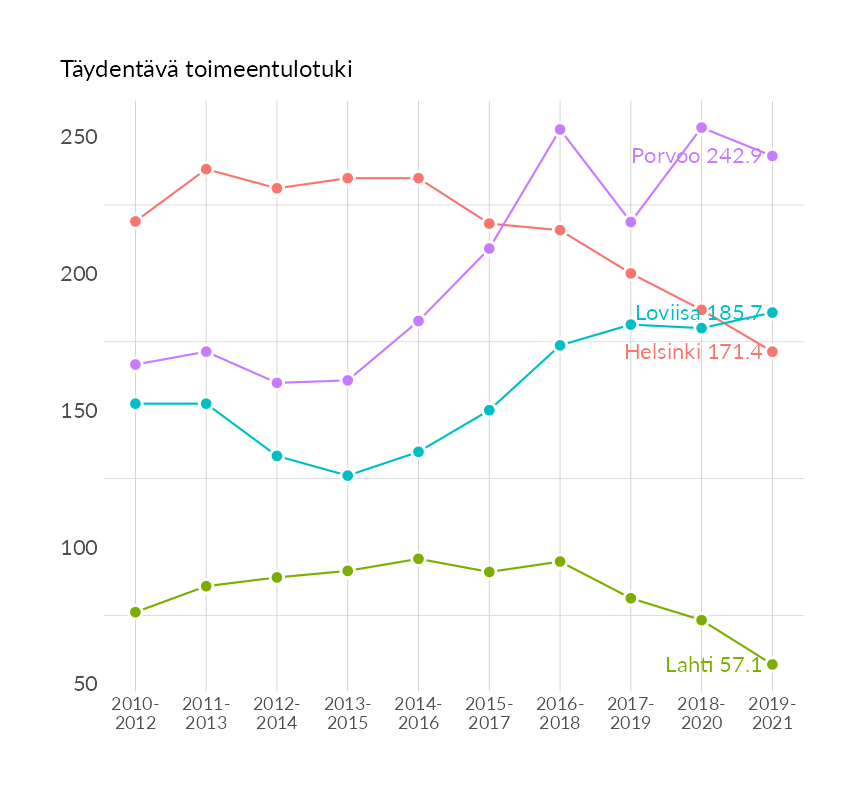 Täydentävä toimeentulotuki
250
Porvoo 242.9
200
Loviisa 185.7
Helsinki 171.4
150
100
Lahti 57.1
50
2010- 2011- 2012- 2013- 2014- 2015- 2016- 2017- 2018- 2019-
2012 2013 2014 2015 2016 2017 2018 2019 2020 2021